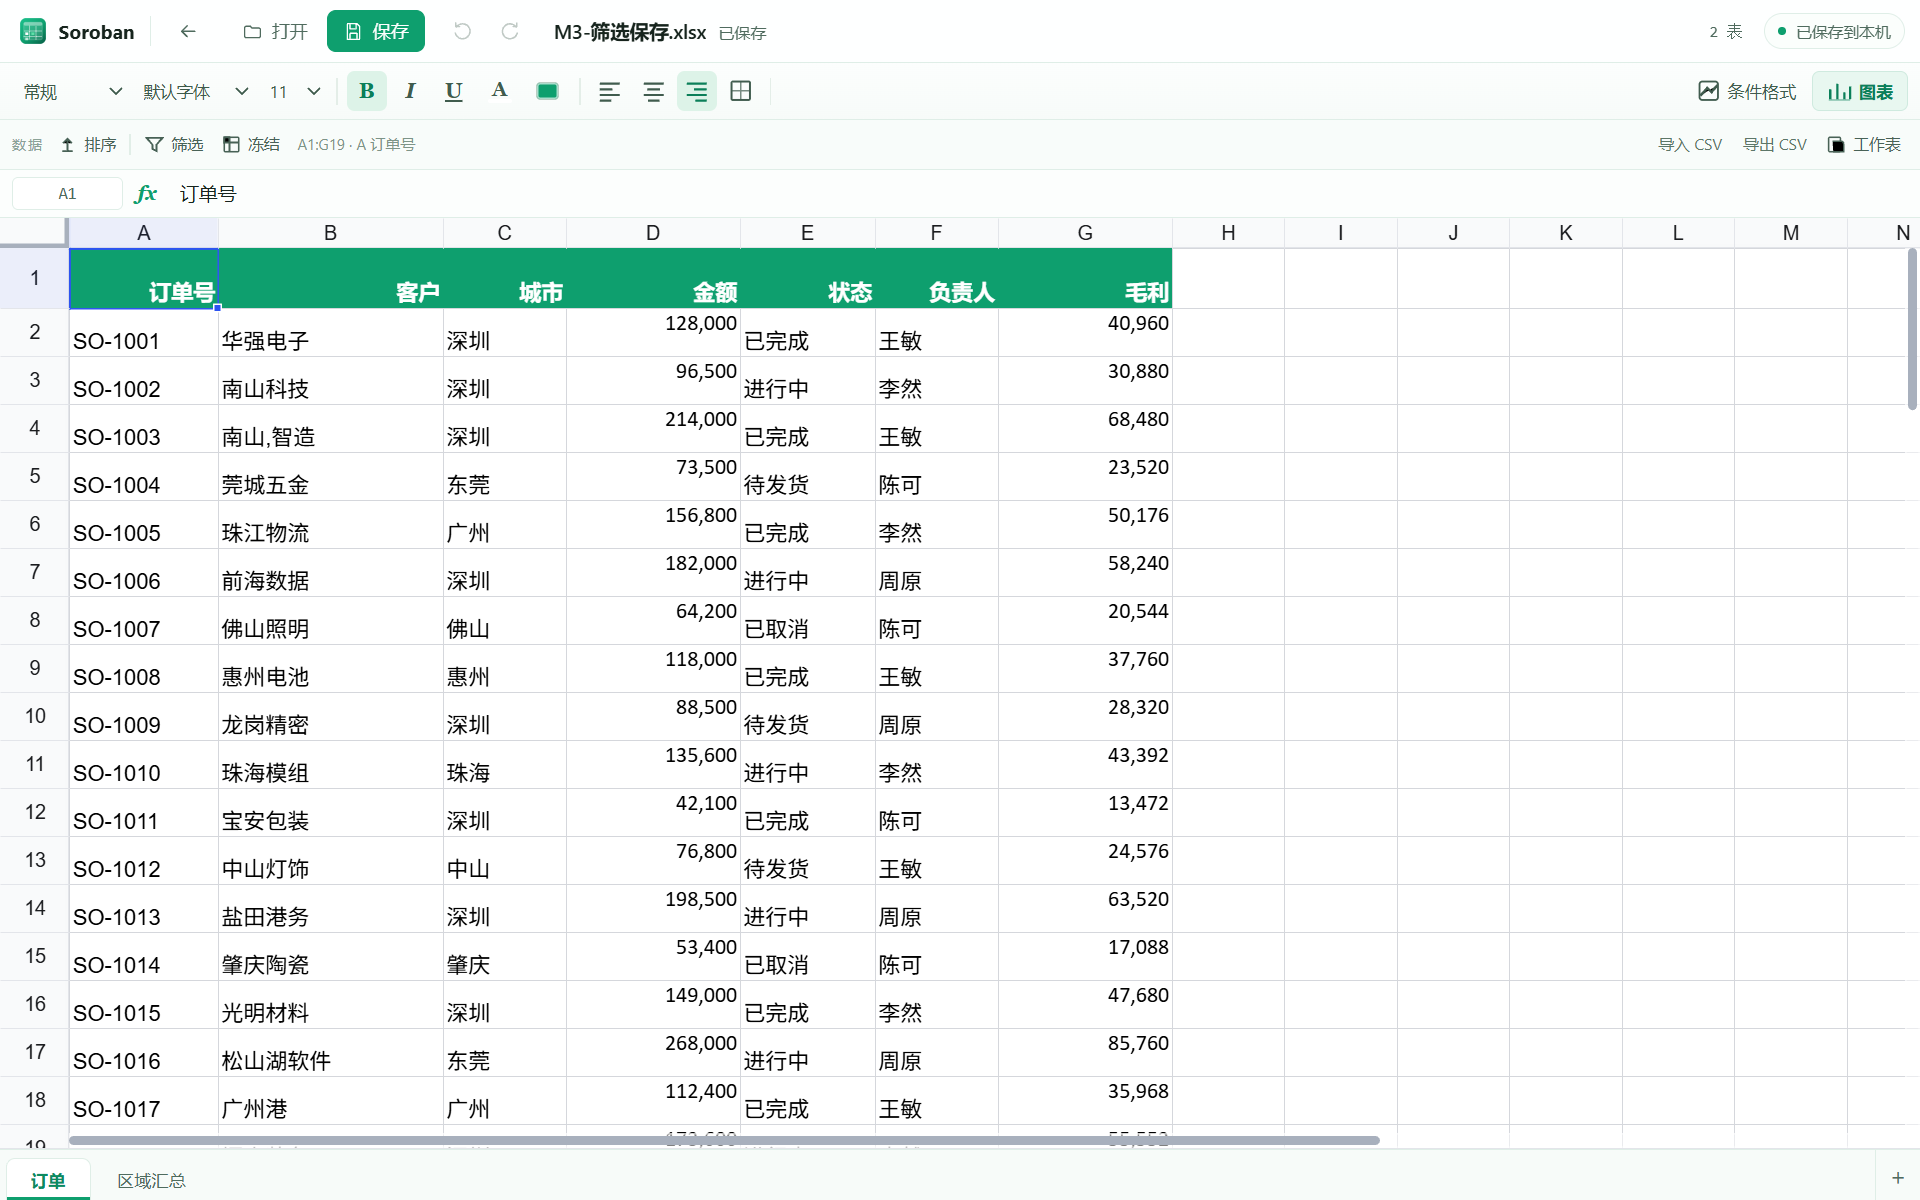 Soroban 打开 保存 M3-筛选保存.xlsx 已保存 2 表 已保存到本机
常规 默认字体 11 B I U A 条件格式 图表
数据 排序 筛选 冻结 A1:G19 · A 订单号 导入 CSV 导出 CSV 工作表
A1 fx 订单号
A B C D E F G H I J K L M N
1 订单号 客户 城市 金额 状态 负责人 毛利
2 SO-1001 华强电子 深圳 128,000 已完成 王敏 40,960
3 SO-1002 南山科技 深圳 96,500 进行中 李然 30,880
4 SO-1003 南山,智造 深圳 214,000 已完成 王敏 68,480
5 SO-1004 莞城五金 东莞 73,500 待发货 陈可 23,520
6 SO-1005 珠江物流 广州 156,800 已完成 李然 50,176
7 SO-1006 前海数据 深圳 182,000 进行中 周原 58,240
8 SO-1007 佛山照明 佛山 64,200 已取消 陈可 20,544
9 SO-1008 惠州电池 惠州 118,000 已完成 王敏 37,760
10 SO-1009 龙岗精密 深圳 88,500 待发货 周原 28,320
11 SO-1010 珠海模组 珠海 135,600 进行中 李然 43,392
12 SO-1011 宝安包装 深圳 42,100 已完成 陈可 13,472
13 SO-1012 中山灯饰 中山 76,800 待发货 王敏 24,576
14 SO-1013 盐田港务 深圳 198,500 进行中 周原 63,520
15 SO-1014 肇庆陶瓷 肇庆 53,400 已取消 陈可 17,088
16 SO-1015 光明材料 深圳 149,000 已完成 李然 47,680
17 SO-1016 松山湖软件 东莞 268,000 进行中 周原 85,760
18 SO-1017 广州港 广州 112,400 已完成 王敏 35,968
19
订单 区域汇总